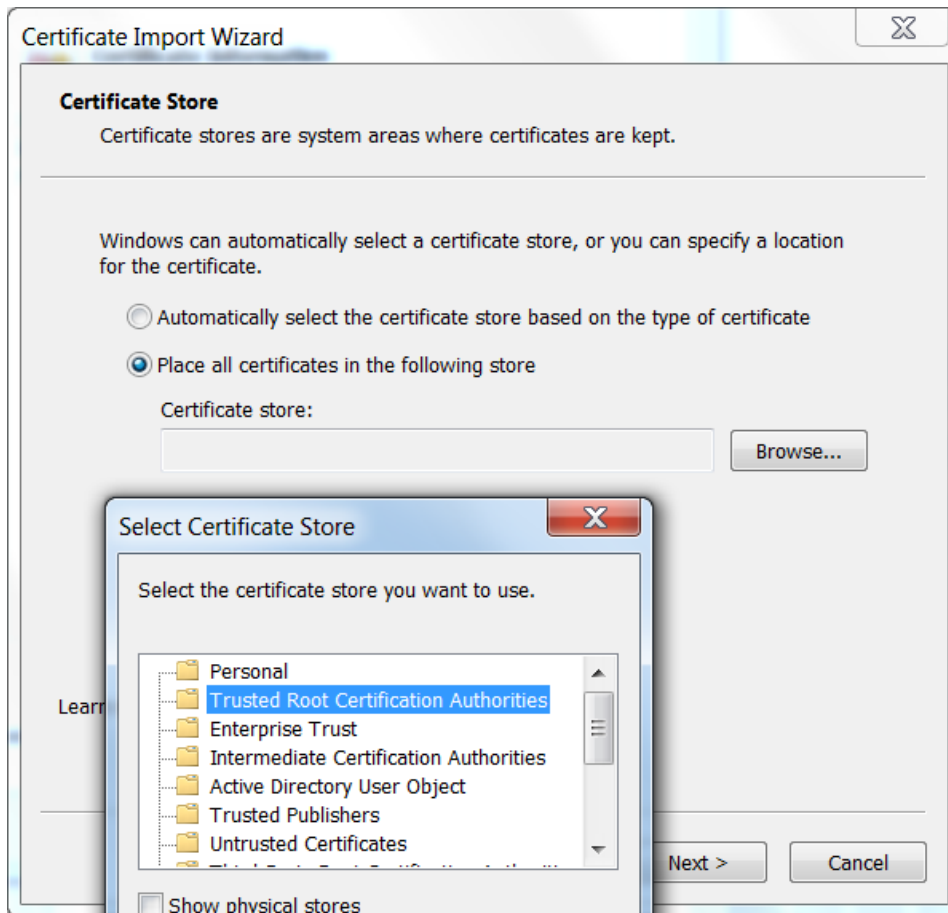 Certificate Import Wizard
Certificate Store
Certificate stores are system areas where certificates are kept.
Windows can automatically select a certificate store, or you can specify a location
for the certificate.
Automatically select the certificate store based on the type of certificate
Place all certificates in the following store
Certificate store:
Browse...
Select Certificate Store
Select the certificate store you want to use.
Personal
Trusted Root Certification Authorities
Enterprise Trust
Intermediate Certification Authorities
Active Directory User Object
Trusted Publishers
Untrusted Certificates
Show physical stores
Learn
Next >
Cancel